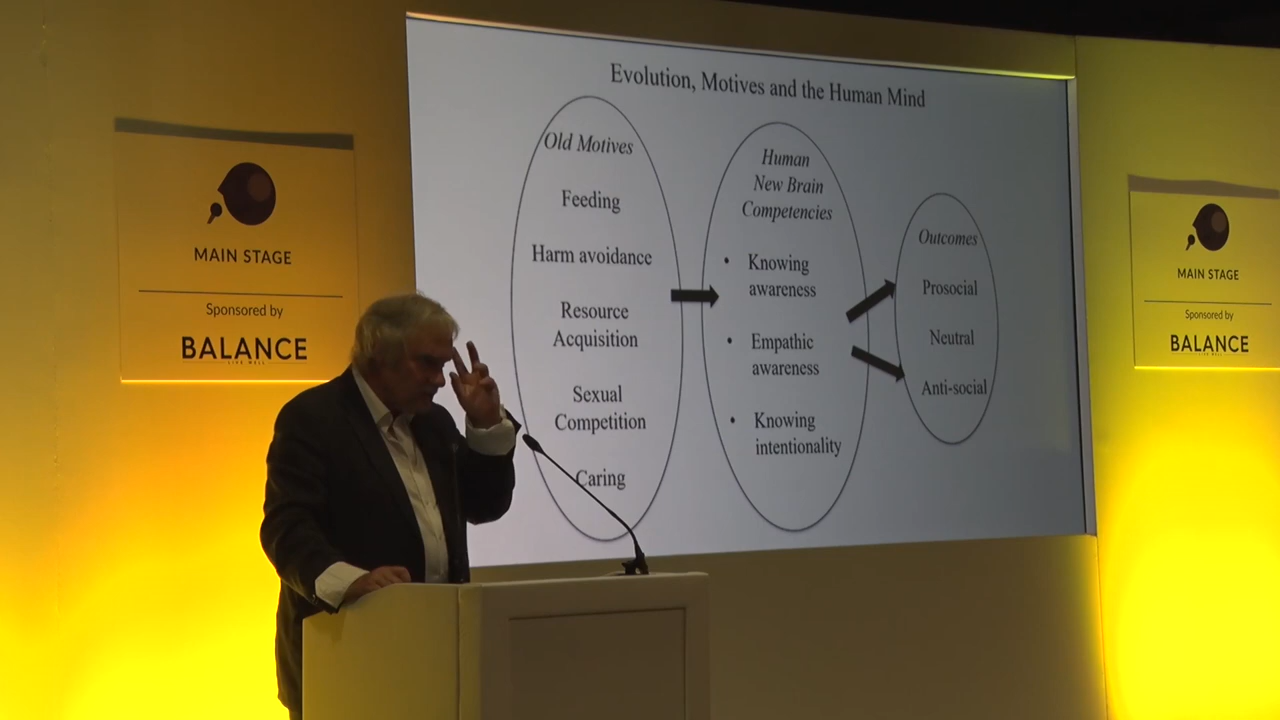 Evolution, Motives and the Human Mind
Old Motives
Feeding
Harm avoidance
Resource
Acquisition
Sexual
Competition
Caring
Human
New Brain
Competencies
• Knowing
awareness
• Empathic
awareness
• Knowing
intentionality
Outcomes
Prosocial
Neutral
Anti-social
MAIN STAGE
Sponsored by
BALANCE
LIVE WELL
MAIN STAGE
Sponsored by
BALANCE